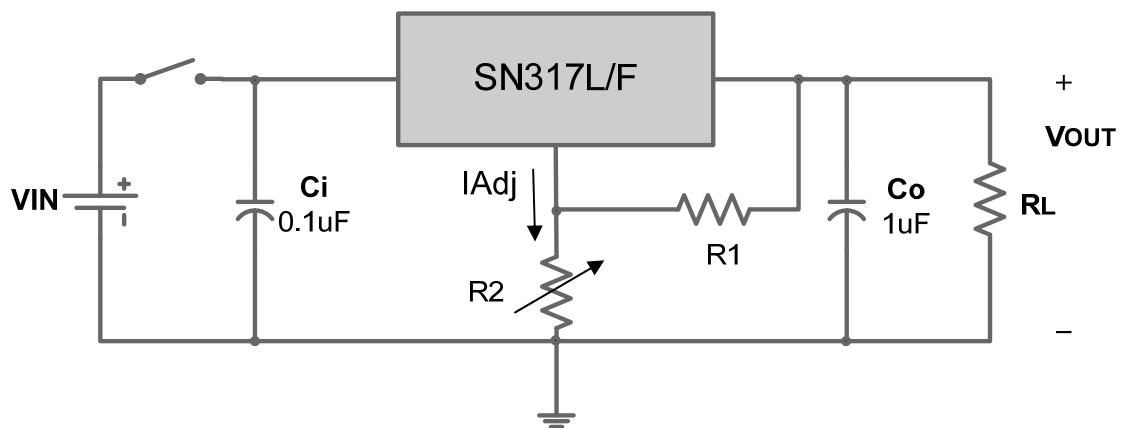 SN317L/F
+
VOUT
IAdj
VIN
+
Ci
0.1uF
Co
1uF
RL
R1
R2
–